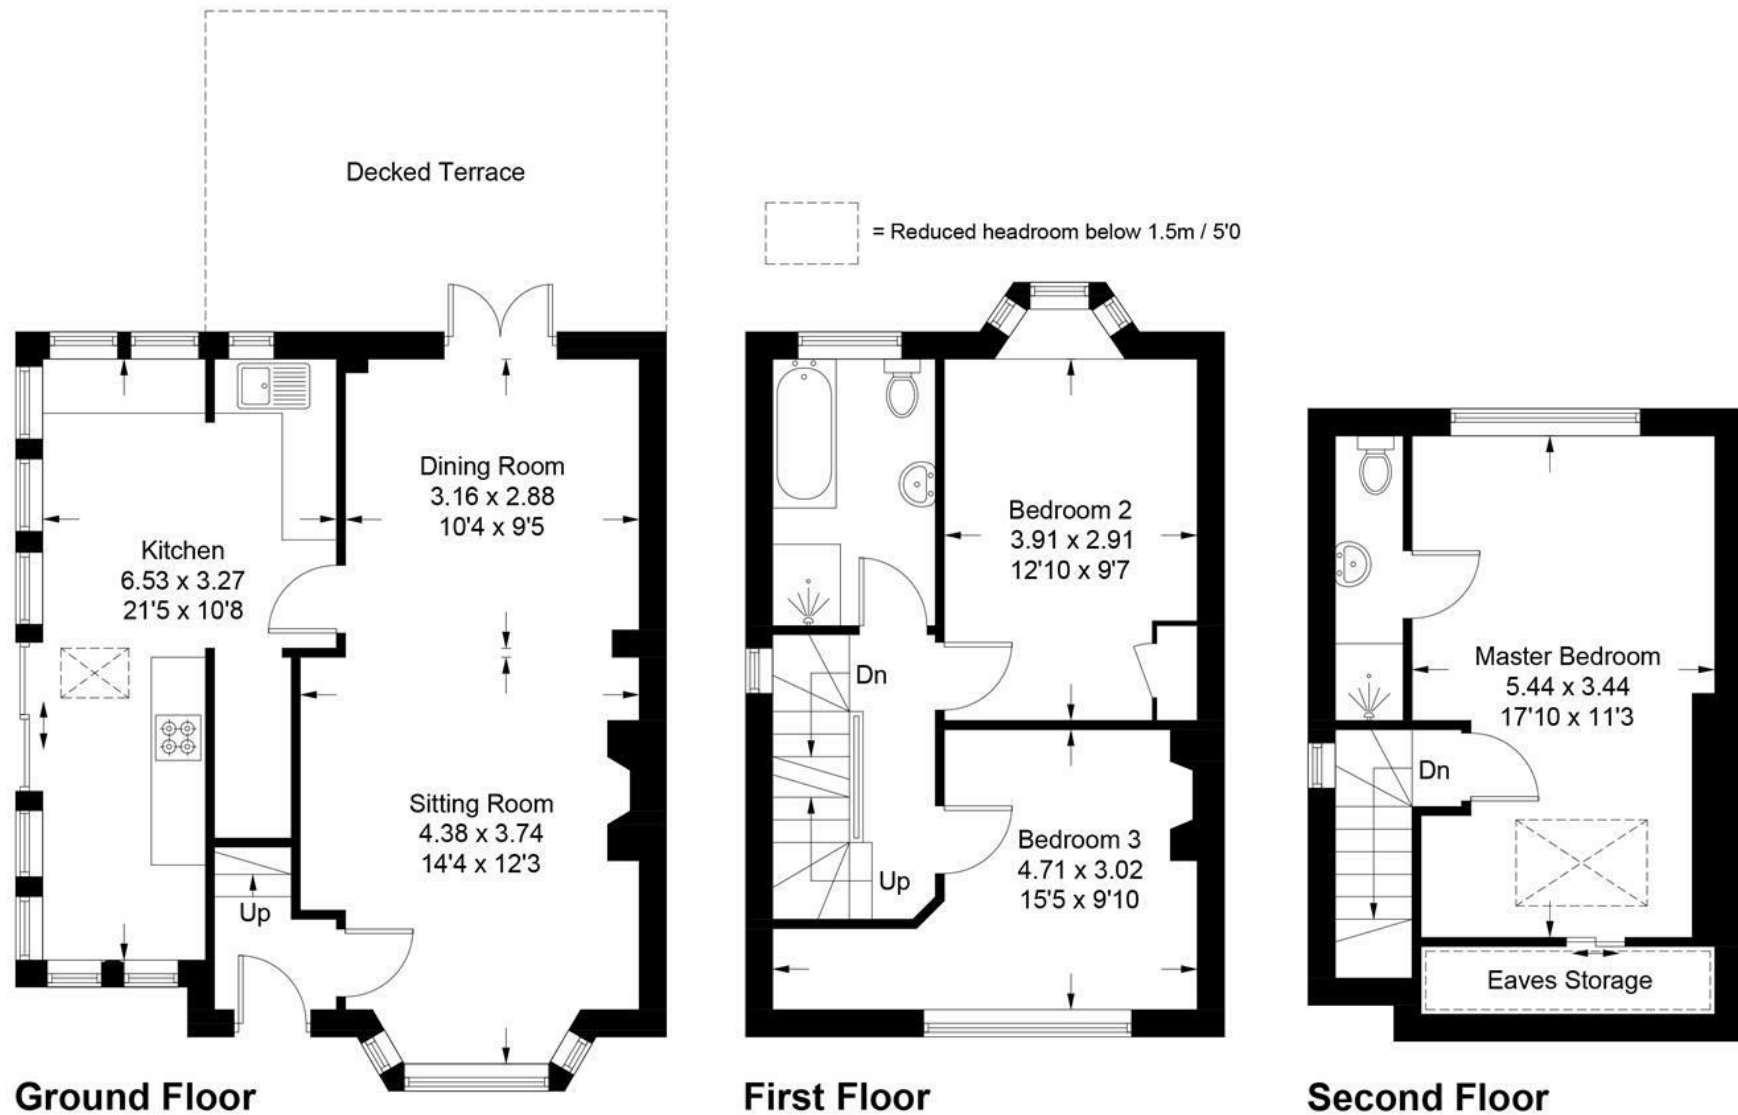 Decked Terrace
= Reduced headroom below 1.5m / 5'0
Dining Room
3.16 x 2.88
10'4 x 9'5
Kitchen
6.53 x 3.27
21'5 x 10'8
Sitting Room
4.38 x 3.74
14'4 x 12'3
Up
Ground Floor
Bedroom 2
3.91 x 2.91
12'10 x 9'7
Dn
Bedroom 3
4.71 x 3.02
15'5 x 9'10
Up
First Floor
Master Bedroom
5.44 x 3.44
17'10 x 11'3
Dn
Eaves Storage
Second Floor